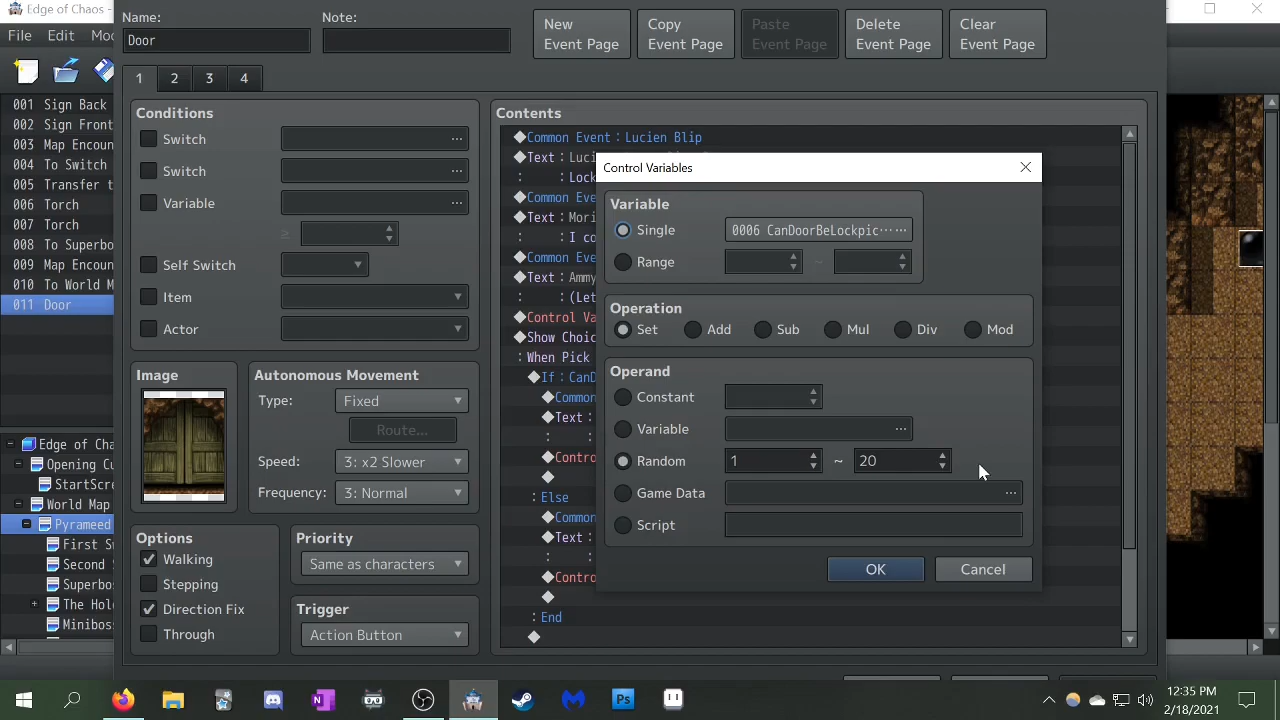 Edge of Chaos -
File Edit Mod
Name:
Door
Note:
New
Event Page
Copy
Event Page
Paste
Event Page
Delete
Event Page
Clear
Event Page
1 2 3 4
001 Sign Back
002 Sign Front
003 Map Encoun
004 To Switch
005 Transfer t
006 Torch
007 Torch
008 To Superbo
009 Map Encoun
010 To World M
011 Door
Edge of Cha
Opening Cu
StartScre
World Map
Pyrameed
First Sw
Second S
Superbos
The Hole
Minibos
Conditions
Switch ...
Switch ...
Variable ...
≥
Self Switch
Item
Actor
Image
Autonomous Movement
Type: Fixed
Route...
Speed: 3: x2 Slower
Frequency: 3: Normal
Options
Walking
Stepping
Direction Fix
Through
Priority
Same as characters
Trigger
Action Button
Contents
◆Common Event：Lucien Blip
◆Text：Luci
: :Lock
◆Common Eve
◆Text：Mori
: :I co
◆Common Eve
◆Text：Ammy
: :(Let
◆Control Va
◆Show Choic
:When Pick
◆If：CanD
◆Common
◆Text：
: :
◆Contro
◆
:Else
◆Common
◆Text：
: :
◆Contro
◆
:End
◆
Control Variables
Variable
Single 0006 CanDoorBeLockpic... ...
Range ~
Operation
Set Add Sub Mul Div Mod
Operand
Constant
Variable ...
Random 1 ~ 20
Game Data ...
Script
OK Cancel
12:35 PM
2/18/2021